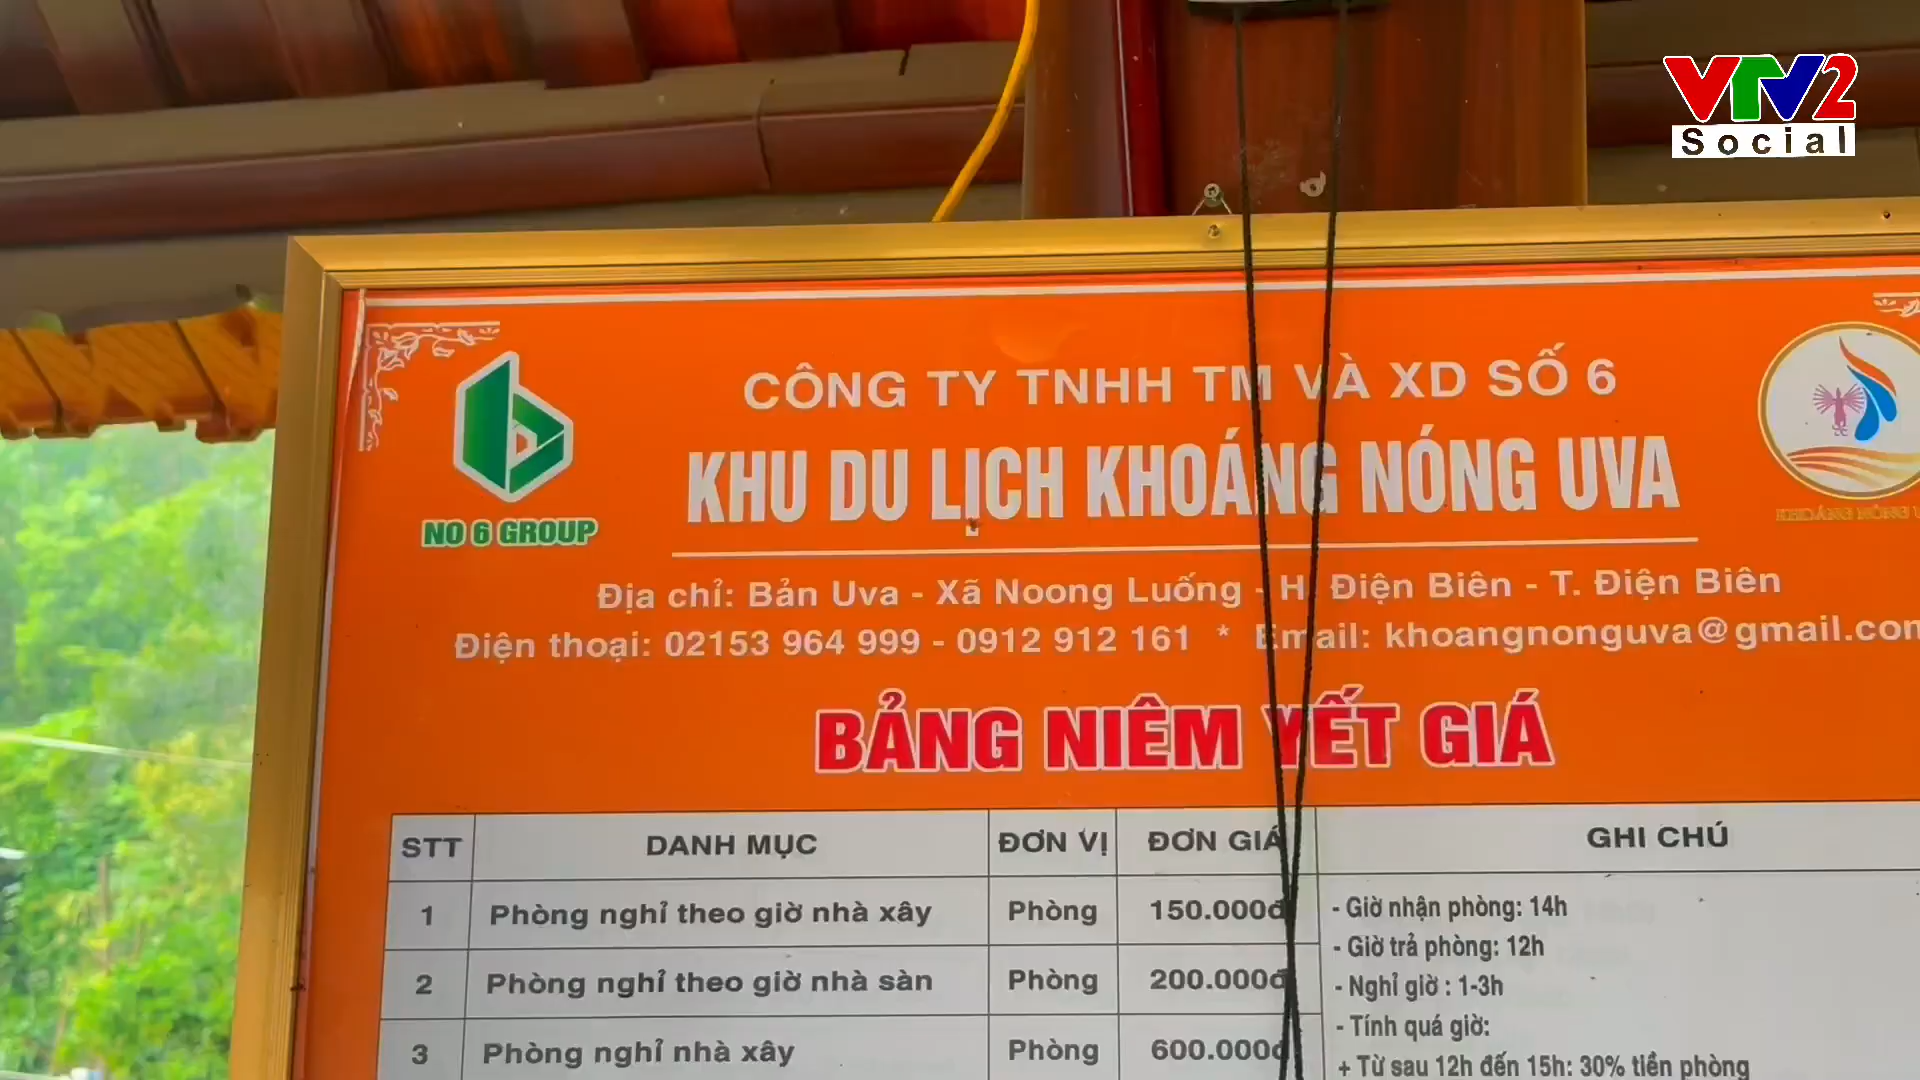 VTV2
Social
CÔNG TY TNHH TM VÀ XD SỐ 6
KHU DU LỊCH KHOÁNG NÓNG UVA
NO 6 GROUP
KHOÁNG NÓNG
Địa chỉ: Bản Uva - Xã Noong Luống - H. Điện Biên - T. Điện Biên
Điện thoại: 02153 964 999 - 0912 912 161 * Email: khoangnonguva@gmail.com
BẢNG NIÊM YẾT GIÁ
STT DANH MỤC ĐƠN VỊ ĐƠN GIÁ GHI CHÚ
1 Phòng nghỉ theo giờ nhà xây Phòng 150.000đ
2 Phòng nghỉ theo giờ nhà sàn Phòng 200.000đ
3 Phòng nghỉ nhà xây Phòng 600.000đ
- Giờ nhận phòng: 14h
- Giờ trả phòng: 12h
- Nghỉ giờ : 1-3h
- Tính quá giờ:
+ Từ sau 12h đến 15h: 30% tiền phòng